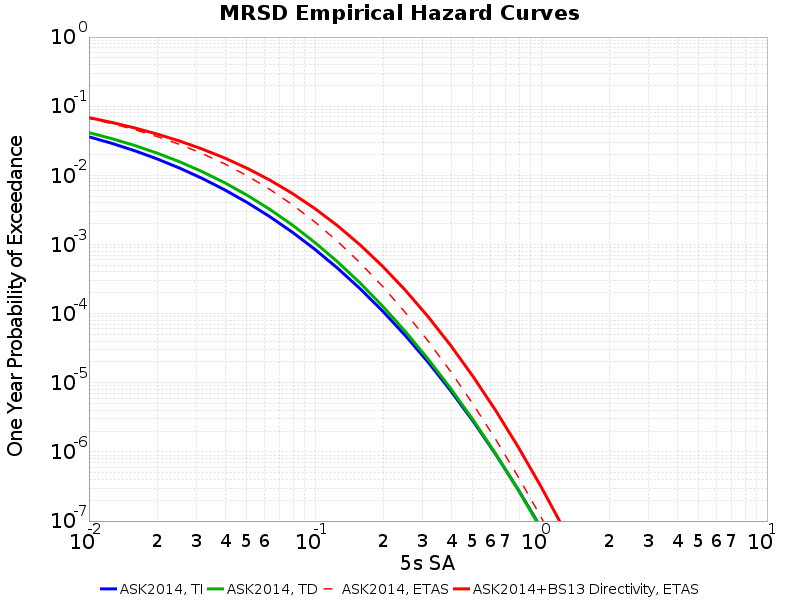 MRSD Empirical Hazard Curves
One Year Probability of Exceedance
10^0
10^-1
10^-2
10^-3
10^-4
10^-5
10^-6
10^-7
10^-2 2 3 4 5 6 10^-1 2 3 4 5 6 7 10^0 2 3 4 5 6 7 10^1
5s SA
ASK2014, TI ASK2014, TD ASK2014, ETAS ASK2014+BS13 Directivity, ETAS